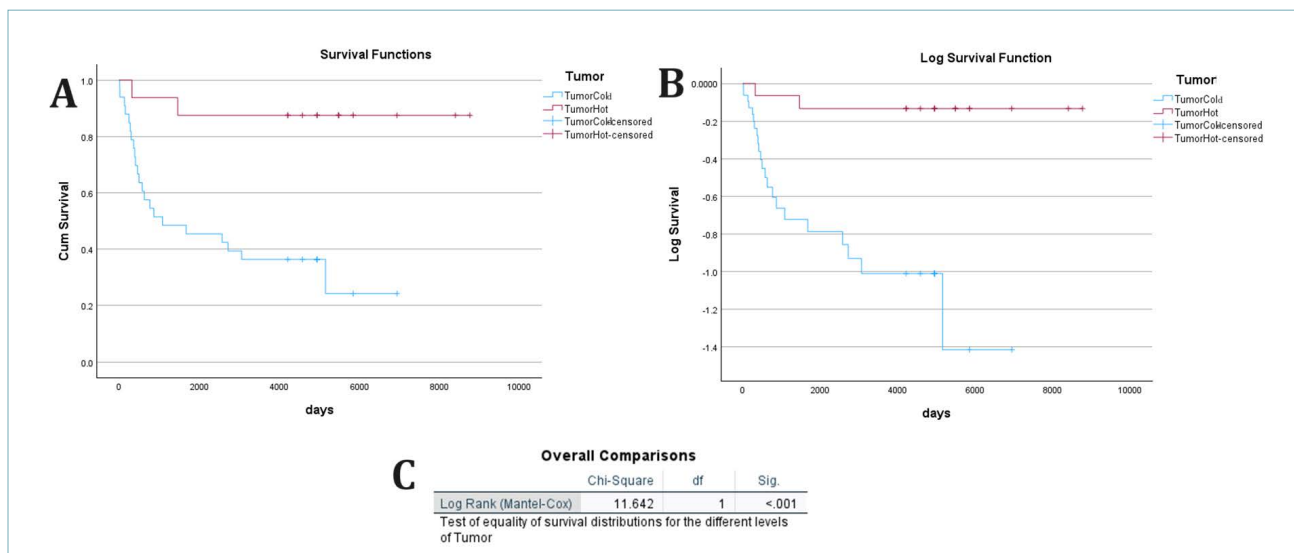 A
Survival Functions
Cum Survival
1.0
0.8
0.6
0.4
0.2
0.0
0 2000 4000 6000 8000 10000
days
Tumor
TumorCold
TumorHot
TumorCold-censored
TumorHot-censored
B
Log Survival Function
Log Survival
0.0000
-0.2
-0.4
-0.6
-0.8
-1.0
-1.2
-1.4
0 2000 4000 6000 8000 10000
days
Tumor
TumorCold
TumorHot
TumorCold-censored
TumorHot-censored
C
Overall Comparisons
Chi-Square df Sig.
Log Rank (Mantel-Cox) 11.642 1 <.001
Test of equality of survival distributions for the different levels
of Tumor